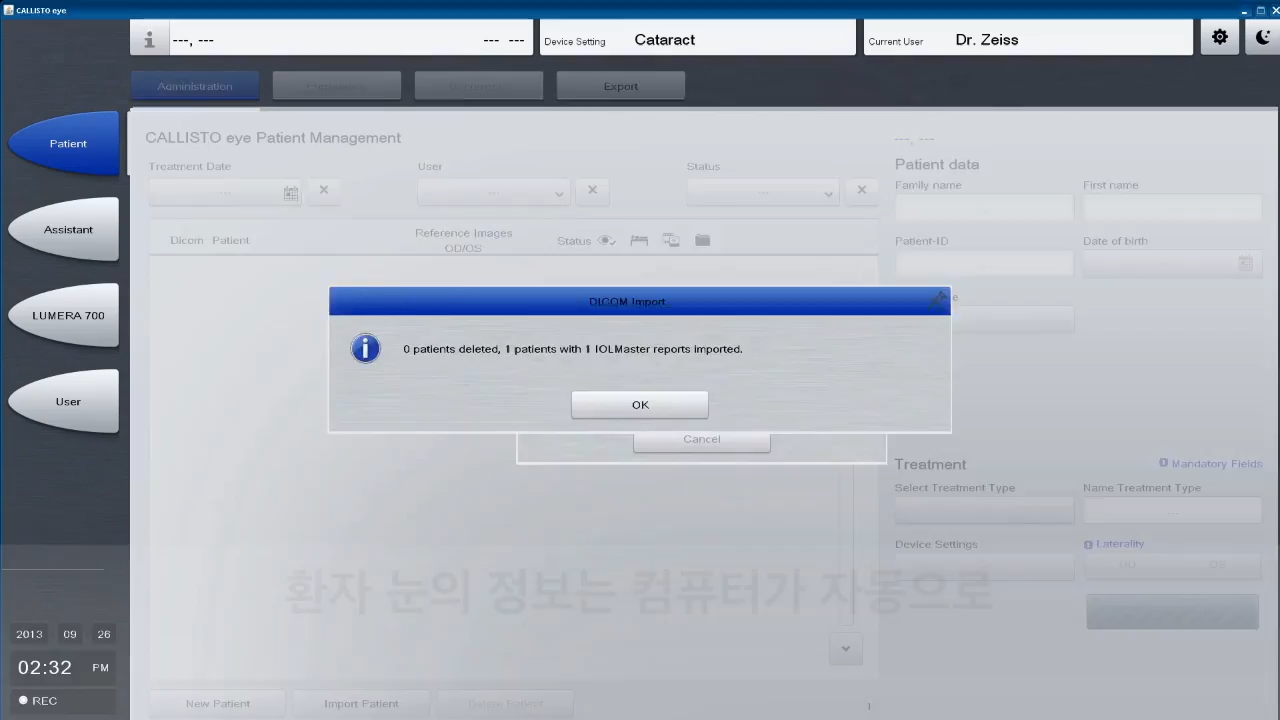 CALLISTO eye
---, ---
--- ---
Device Setting Cataract
Current User Dr. Zeiss
Administration
Export
Patient
Assistant
LUMERA 700
User
CALLISTO eye Patient Management
Treatment Date
User
Status
---
---
---
Dicom Patient
Reference Images
OD/OS
Status
---, ---
Patient data
Family name
First name
Patient-ID
Date of birth
DICOM Import
0 patients deleted, 1 patients with 1 IOLMaster reports imported.
OK
Cancel
Treatment
Mandatory Fields
Select Treatment Type
Name Treatment Type
---
Device Settings
Laterality
OU
OS
환자 눈의 정보는 컴퓨터가 자동으로
2013 09 26
02:32 PM
REC
New Patient
Import Patient
Delete Patient
1